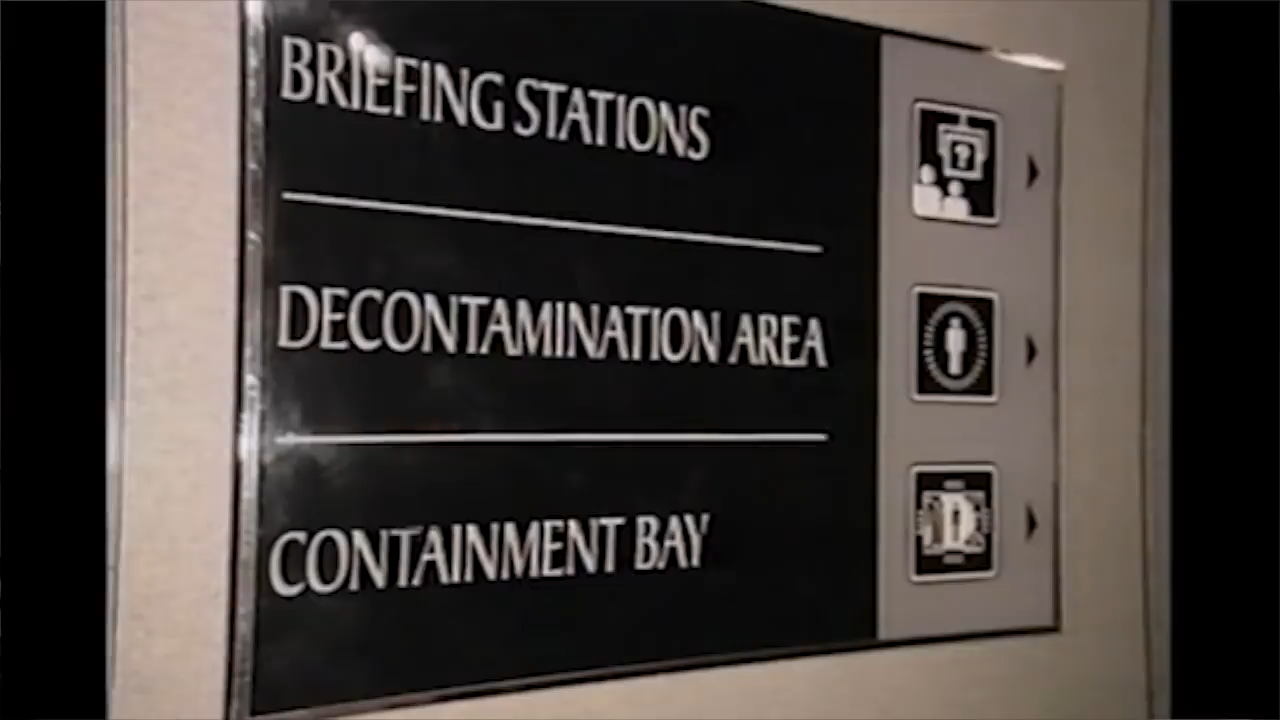 BRIEFING STATIONS
?
DECONTAMINATION AREA
CONTAINMENT BAY
D